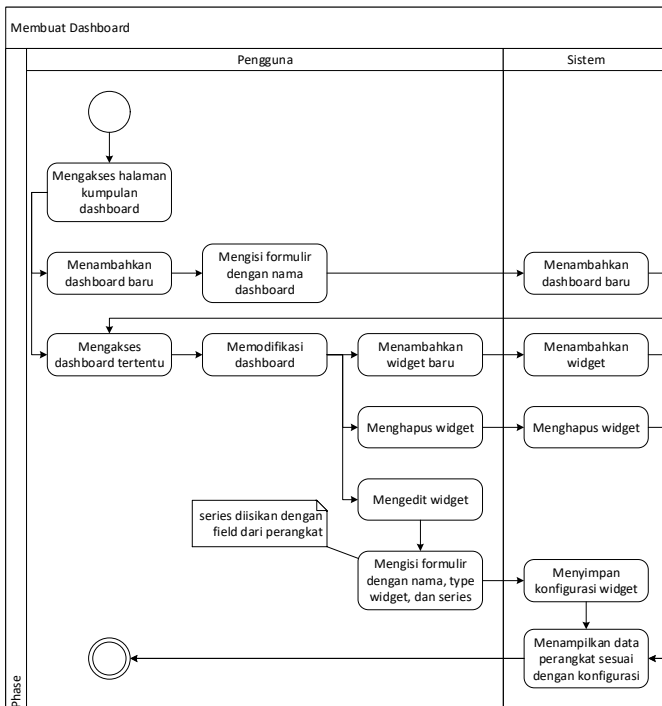 Membuat Dashboard
Pengguna
Sistem
Mengakses halaman
kumpulan
dashboard
Menambahkan
dashboard baru
Mengisi formulir
dengan nama
dashboard
Menambahkan
dashboard baru
Mengakses
dashboard tertentu
Memodifikasi
dashboard
Menambahkan
widget baru
Menambahkan
widget
Menghapus widget
Menghapus widget
Mengedit widget
series diisikan dengan
field dari perangkat
Mengisi formulir
dengan nama, type
widget, dan series
Menyimpan
konfigurasi widget
Menampilkan data
perangkat sesuai
dengan konfigurasi
Phase